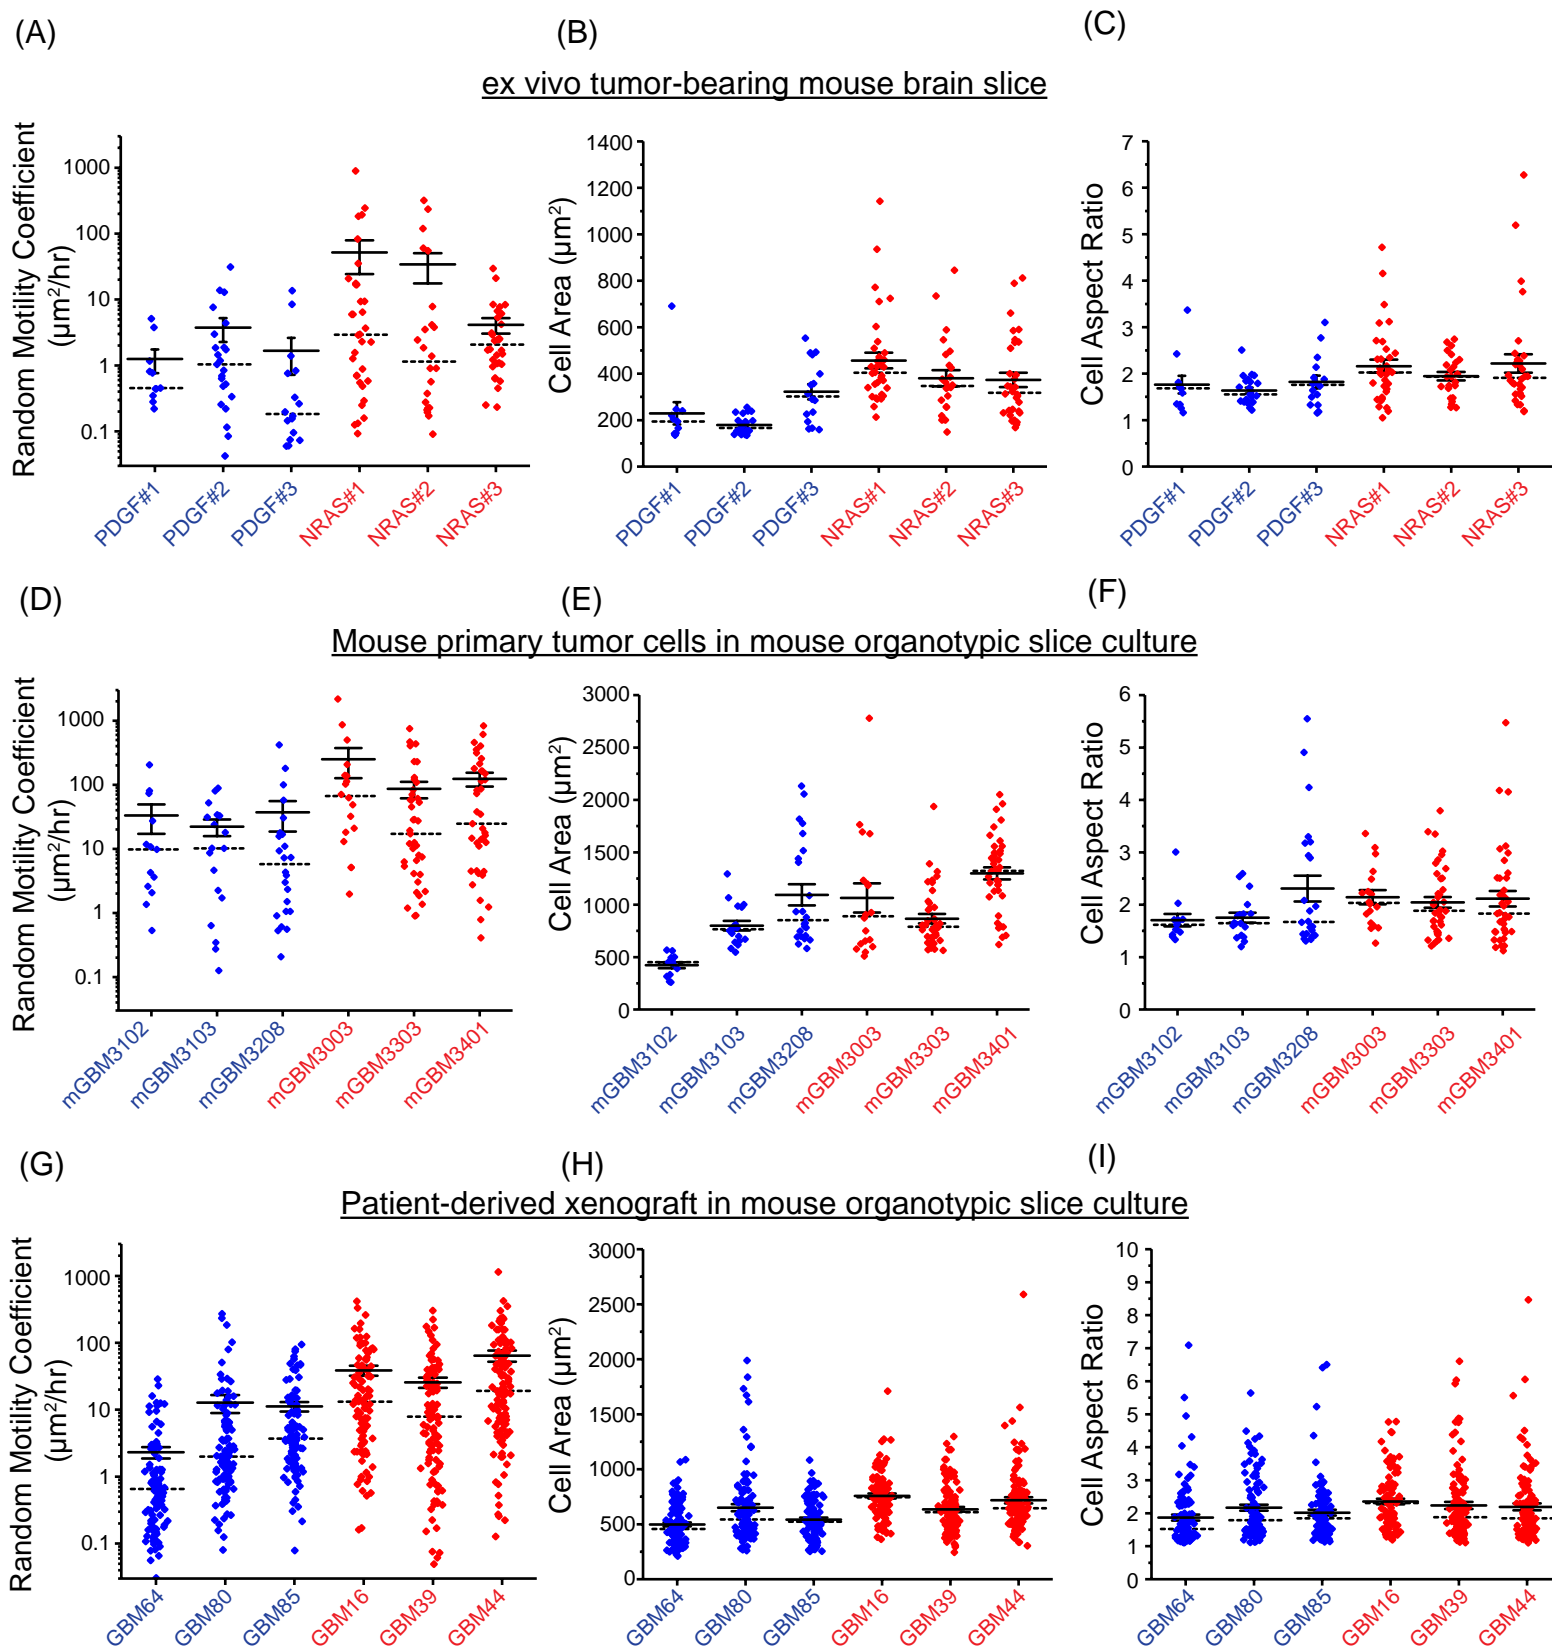 (A)
(B)
(C)
ex vivo tumor-bearing mouse brain slice
Random Motility Coefficient
(µm²/hr)
1000
100
10
1
0.1
PDGF#1
PDGF#2
PDGF#3
NRAS#1
NRAS#2
NRAS#3
Cell Area (µm²)
1400
1200
1000
800
600
400
200
0
PDGF#1
PDGF#2
PDGF#3
NRAS#1
NRAS#2
NRAS#3
Cell Aspect Ratio
7
6
5
4
3
2
1
0
PDGF#1
PDGF#2
PDGF#3
NRAS#1
NRAS#2
NRAS#3
(D)
(E)
(F)
Mouse primary tumor cells in mouse organotypic slice culture
Random Motility Coefficient
(µm²/hr)
1000
100
10
1
0.1
mGBM3102
mGBM3103
mGBM3208
mGBM3003
mGBM3303
mGBM3401
Cell Area (µm²)
3000
2500
2000
1500
1000
500
0
mGBM3102
mGBM3103
mGBM3208
mGBM3003
mGBM3303
mGBM3401
Cell Aspect Ratio
6
5
4
3
2
1
0
mGBM3102
mGBM3103
mGBM3208
mGBM3003
mGBM3303
mGBM3401
(G)
(H)
(I)
Patient-derived xenograft in mouse organotypic slice culture
Random Motility Coefficient
(µm²/hr)
1000
100
10
1
0.1
GBM64
GBM80
GBM85
GBM16
GBM39
GBM44
Cell Area (µm²)
3000
2500
2000
1500
1000
500
0
GBM64
GBM80
GBM85
GBM16
GBM39
GBM44
Cell Aspect Ratio
10
9
8
7
6
5
4
3
2
1
0
GBM64
GBM80
GBM85
GBM16
GBM39
GBM44